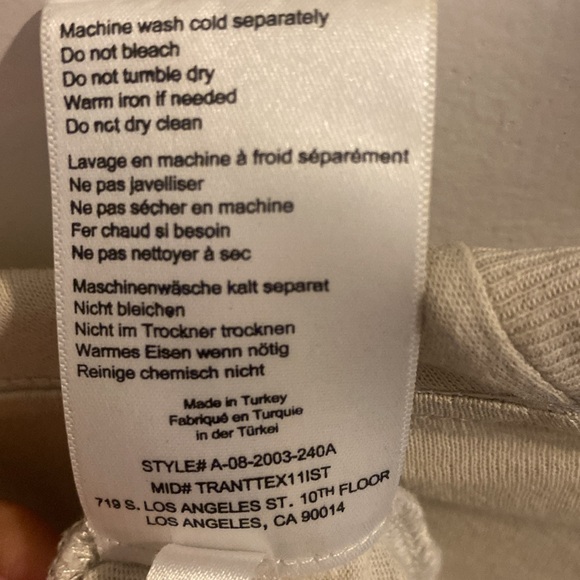 Machine wash cold separately
Do not bleach
Do not tumble dry
Warm iron if needed
Do not dry clean
Lavage en machine à froid séparément
Ne pas javelliser
Ne pas sécher en machine
Fer chaud si besoin
Ne pas nettoyer à sec
Maschinenwäsche kalt separat
Nicht bleichen
Nicht im Trockner trocknen
Warmes Eisen wenn nötig
Reinige chemisch nicht
Made in Turkey
Fabriqué en Turquie
in der Türkei
STYLE# A-08-2003-240A
MID# TRANTTEX11IST
719 S. LOS ANGELES ST. 10TH FLOOR
LOS ANGELES, CA 90014